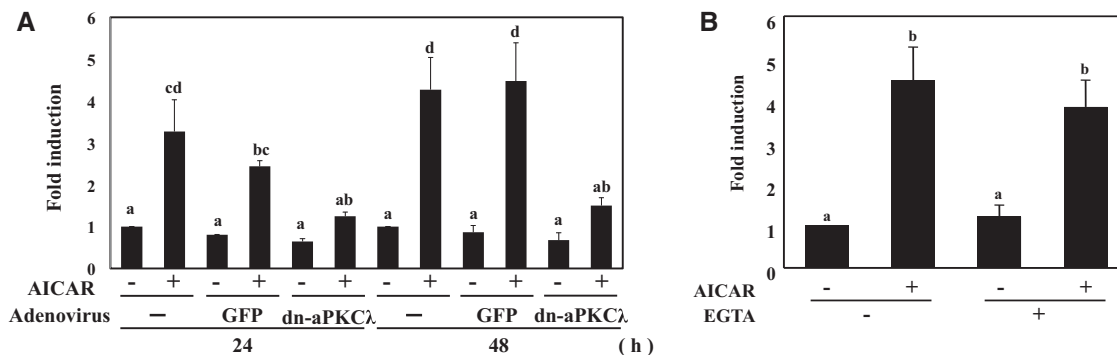 A
Fold induction
6
5
4
3
2
1
0
a
cd
a
bc
a
ab
a
d
a
d
a
ab
AICAR - + - + - + - + - + - +
Adenovirus − GFP dn-aPKCλ − GFP dn-aPKCλ
24 48 ( h )
B
Fold induction
6
5
4
3
2
1
0
a
b
a
b
AICAR - + - +
EGTA - +